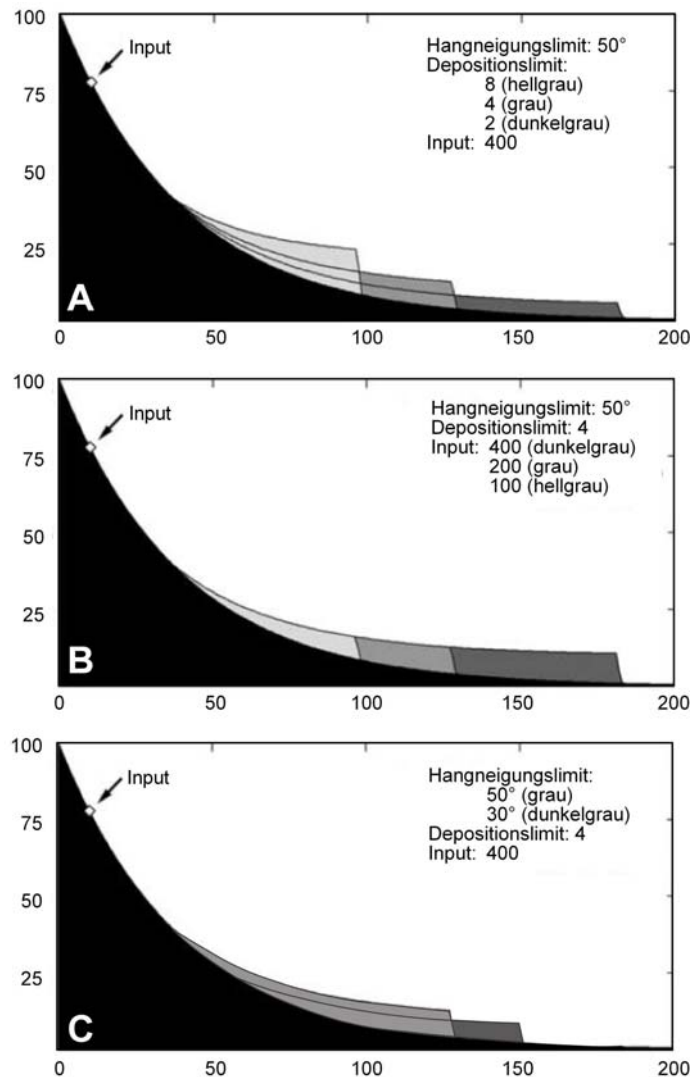 100
75
50
25
0
50
100
150
200
Input
Hangneigungslimit: 50°
Depositionslimit:
8 (hellgrau)
4 (grau)
2 (dunkelgrau)
Input: 400
A
100
75
50
25
0
50
100
150
200
Input
Hangneigungslimit: 50°
Depositionslimit: 4
Input: 400 (dunkelgrau)
200 (grau)
100 (hellgrau)
B
100
75
50
25
0
50
100
150
200
Input
Hangneigungslimit:
50° (grau)
30° (dunkelgrau)
Depositionslimit: 4
Input: 400
C